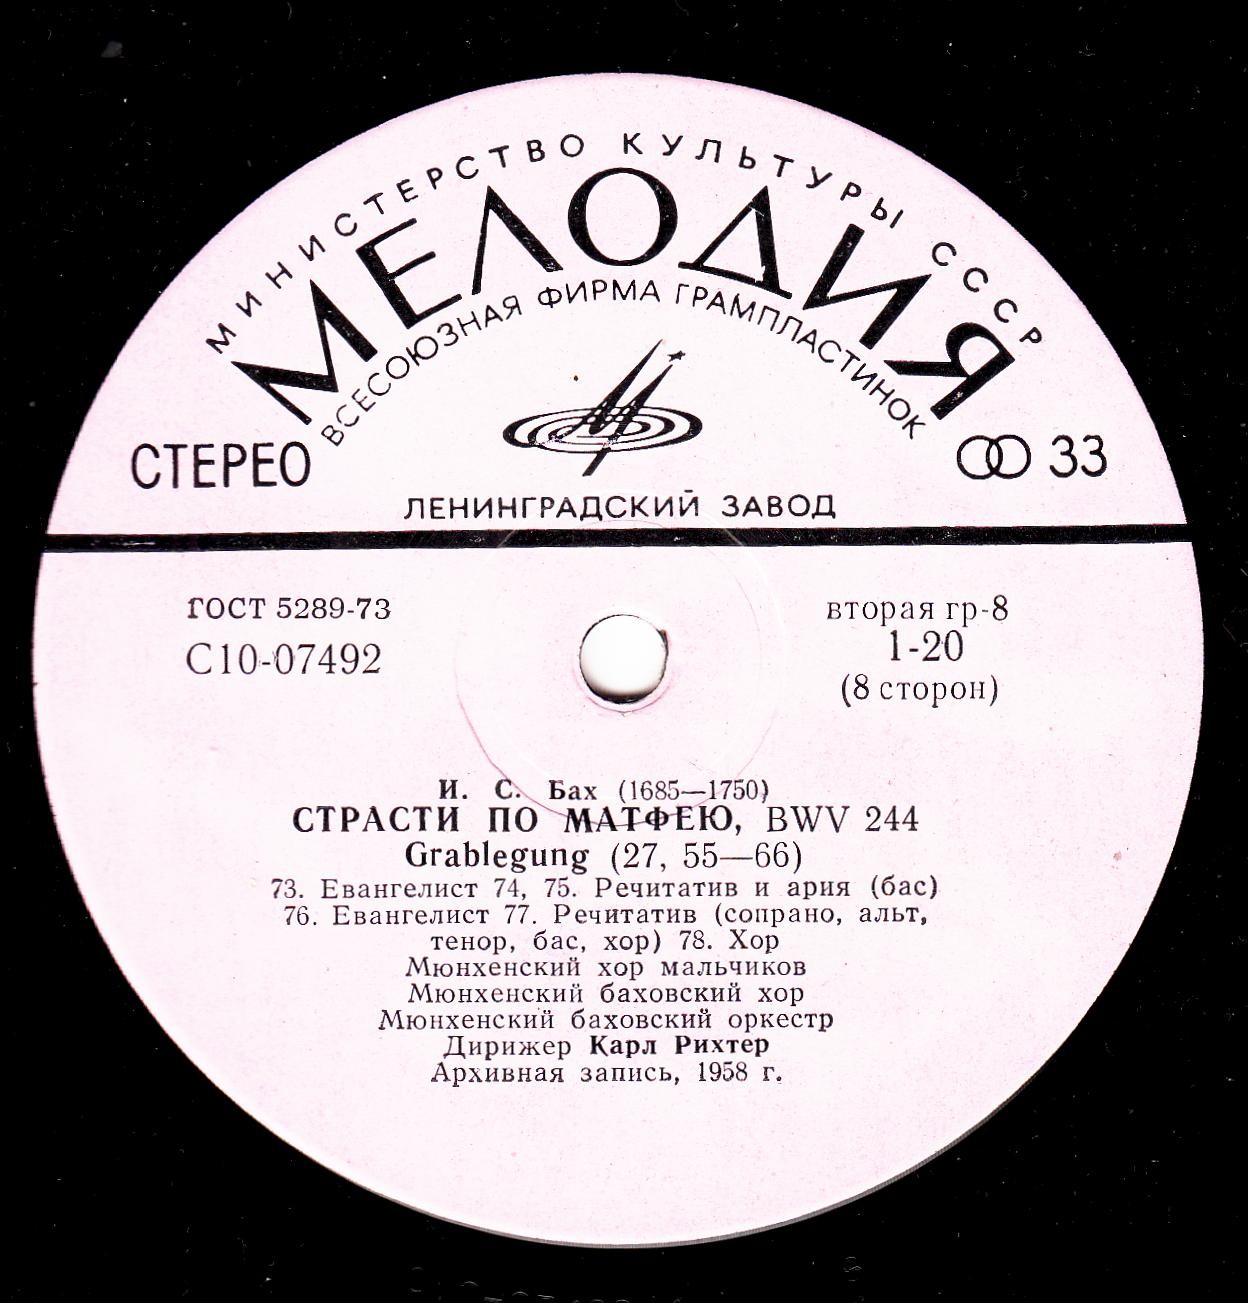 МИНИСТЕРСТВО КУЛЬТУРЫ СССР
МЕЛОДИЯ
ВСЕСОЮЗНАЯ ФИРМА ГРАМПЛАСТИНОК
СТЕРЕО
33
ЛЕНИНГРАДСКИЙ ЗАВОД
ГОСТ 5289-73
С10-07492
вторая гр-8
1-20
(8 сторон)
И. С. Бах (1685—1750)
СТРАСТИ ПО МАТФЕЮ, BWV 244
Grablegung (27, 55—66)
73. Евангелист 74, 75. Речитатив и ария (бас)
76. Евангелист 77. Речитатив (сопрано, альт,
тенор, бас, хор) 78. Хор
Мюнхенский хор мальчиков
Мюнхенский баховский хор
Мюнхенский баховский оркестр
Дирижер Карл Рихтер
Архивная запись, 1958 г.